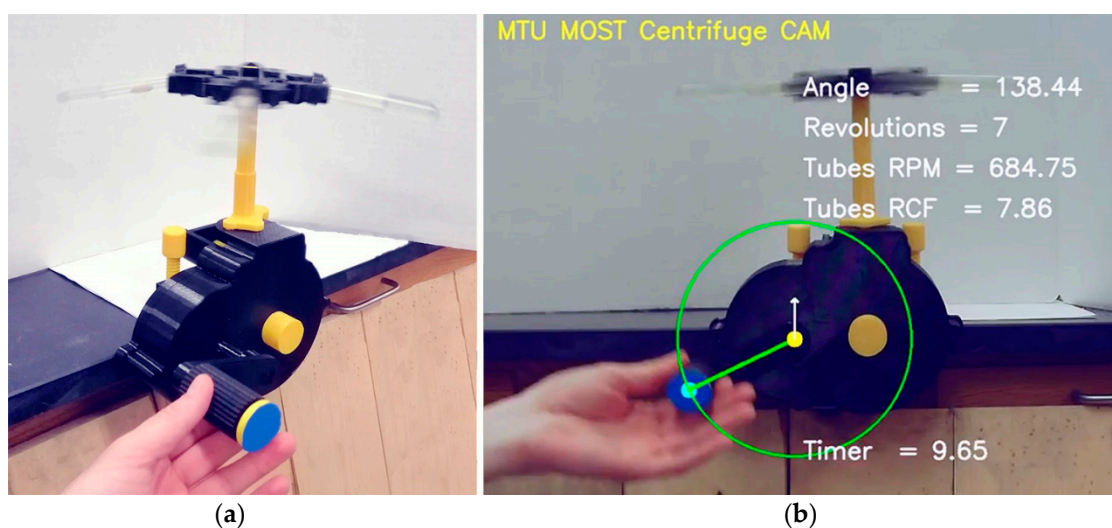 MTU MOST Centrifuge CAM
Angle = 138.44
Revolutions = 7
Tubes RPM = 684.75
Tubes RCF = 7.86
Timer = 9.65
(a)
(b)